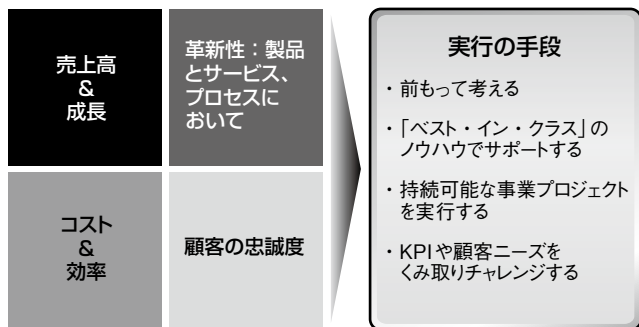 売上高
&
成長
革新性：製品
とサービス、
プロセスに
おいて
コスト
&
効率
顧客の忠誠度
実行の手段
・前もって考える
・「ベスト・イン・クラス」の
ノウハウでサポートする
・持続可能な事業プロジェクト
を実行する
・KPIや顧客ニーズを
くみ取りチャレンジする